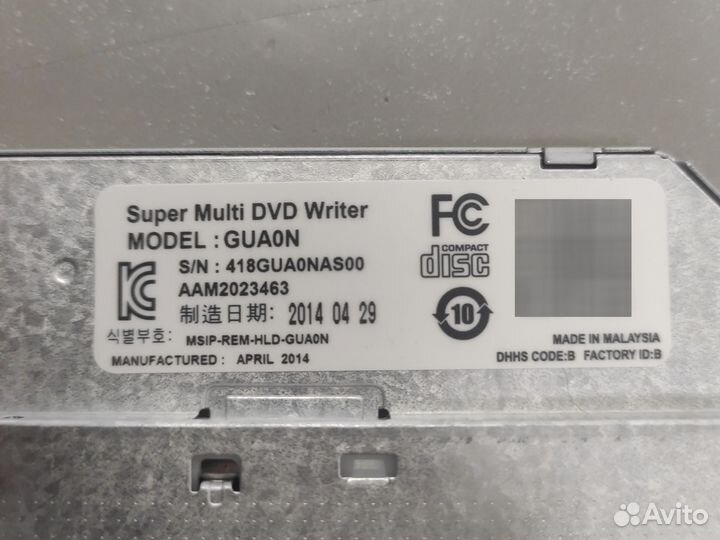 Super Multi DVD Writer
MODEL : GUA0N
S/N : 418GUA0NAS00
AAM2023463
制造日期: 2014 04 29
식별부호: MSIP-REM-HLD-GUA0N
MANUFACTURED : APRIL 2014
FC
COMPACT
disc
10
MADE IN MALAYSIA
DHHS CODE:B FACTORY ID:B
Avito